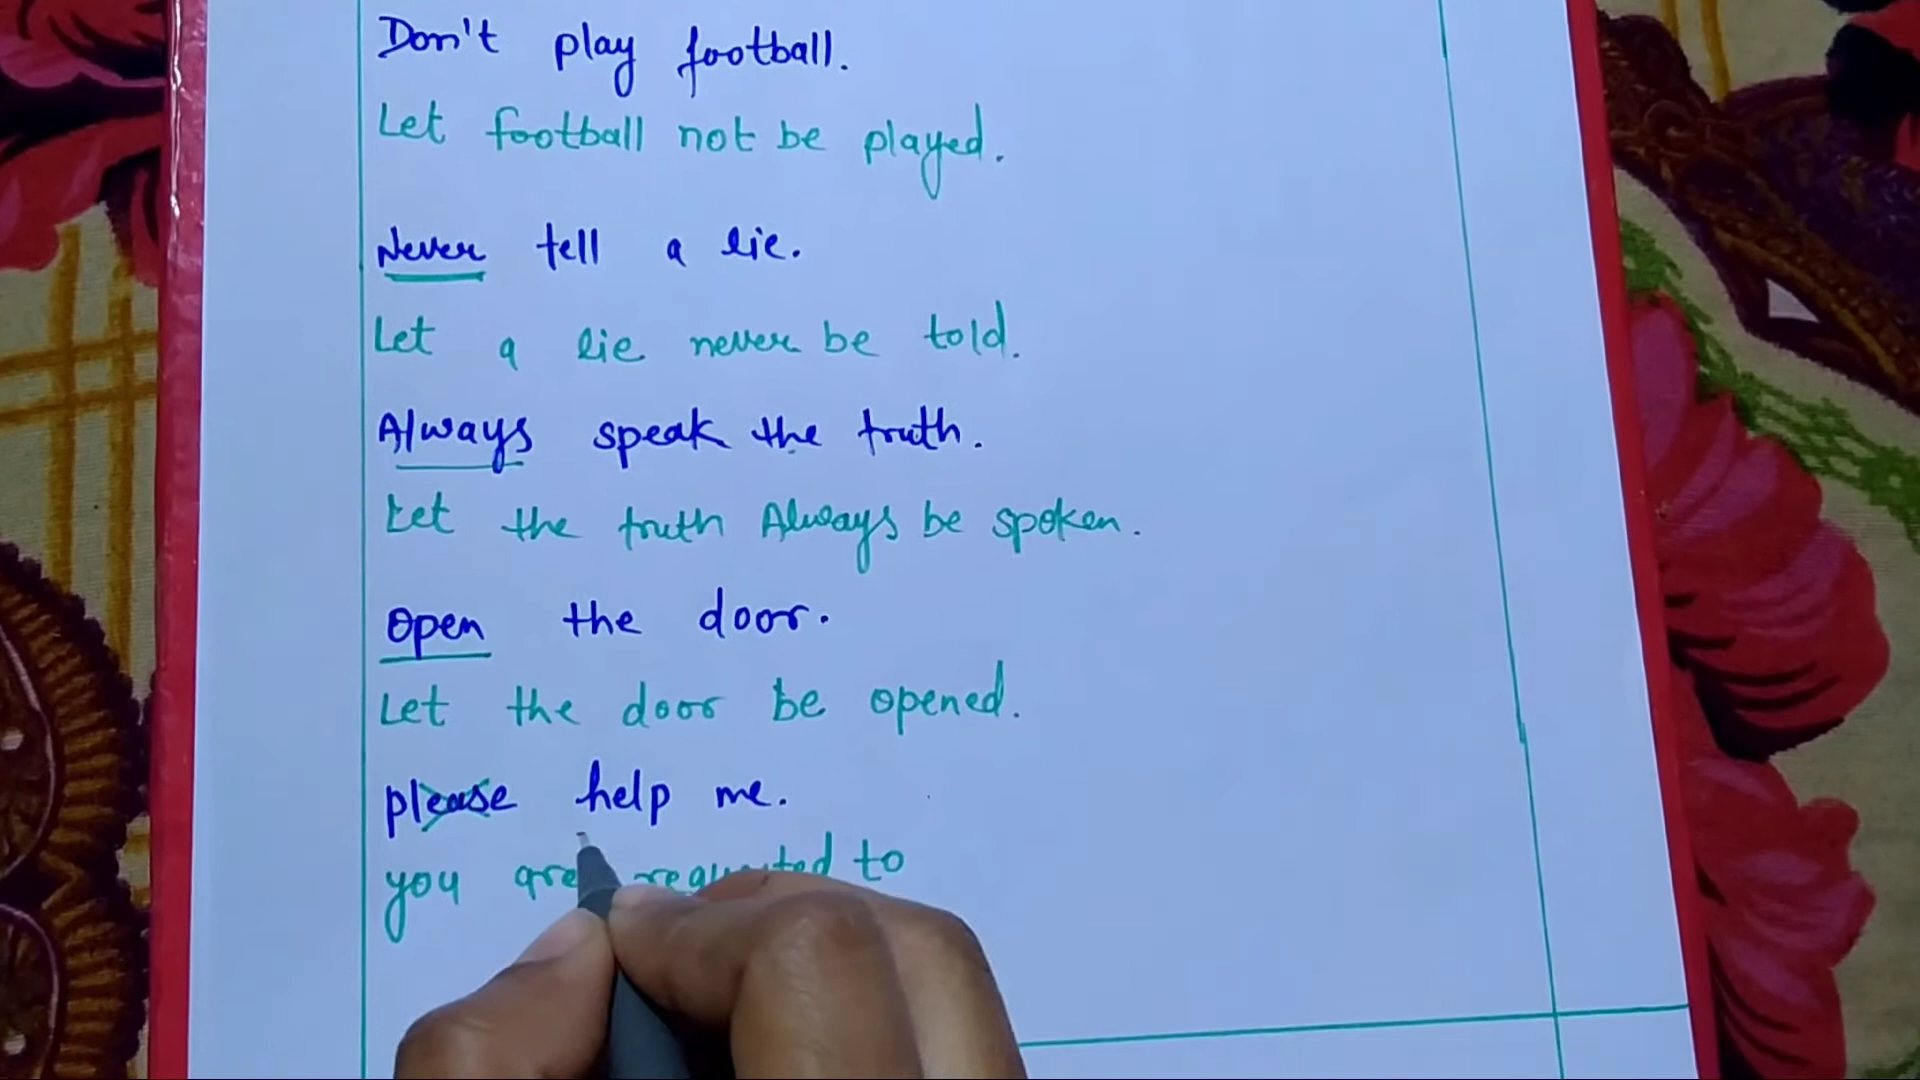 Don't play football.
Let football not be played.
Never tell a lie.
Let a lie never be told.
Always speak the truth.
Let the truth Always be spoken.
Open the door.
Let the door be opened.
please help me.
you are requested to